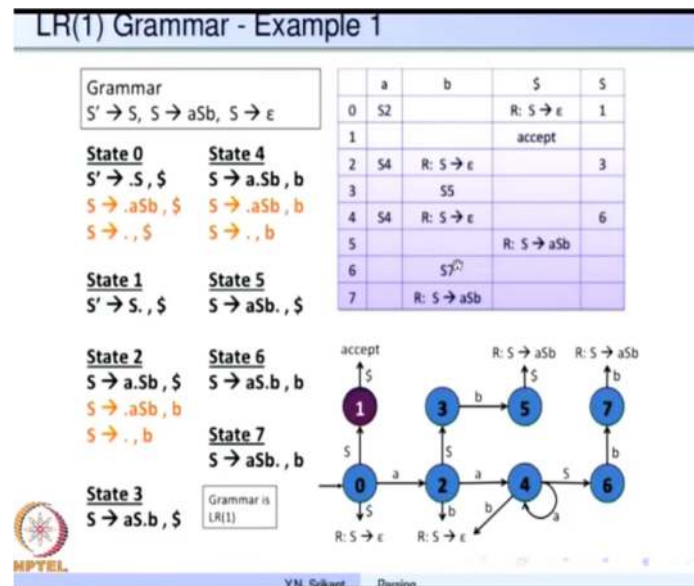 LR(1) Grammar - Example 1
Grammar
S' → S, S → aSb, S → ε
State 0
S' → .S , $
S → .aSb , $
S → . , $
State 4
S → a.Sb , b
S → .aSb , b
S → . , b
State 1
S' → S. , $
State 5
S → aSb. , $
State 2
S → a.Sb , $
S → .aSb , b
S → . , b
State 6
S → aS.b , b
State 7
S → aSb. , b
State 3
S → aS.b , $
Grammar is
LR(1)
a b $ S
0 S2 R: S → ε 1
1 accept
2 S4 R: S → ε 3
3 S5
4 S4 R: S → ε 6
5 R: S → aSb
6 S7
7 R: S → aSb
accept R: S → aSb R: S → aSb
$ $ b
1 3 b 5 7
S S b
0 a 2 a 4 S 6
$ b b a
R: S → ε R: S → ε
NPTEL
Y.N. Srikant Parsing